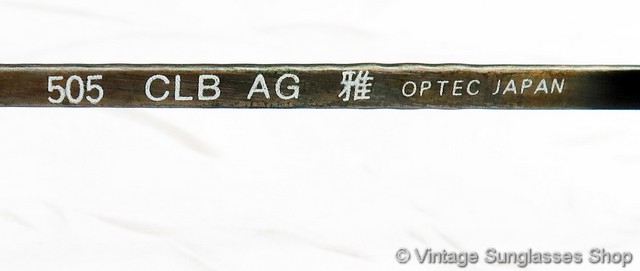 505 CLB AG 雅 OPTEC JAPAN
© Vintage Sunglasses Shop